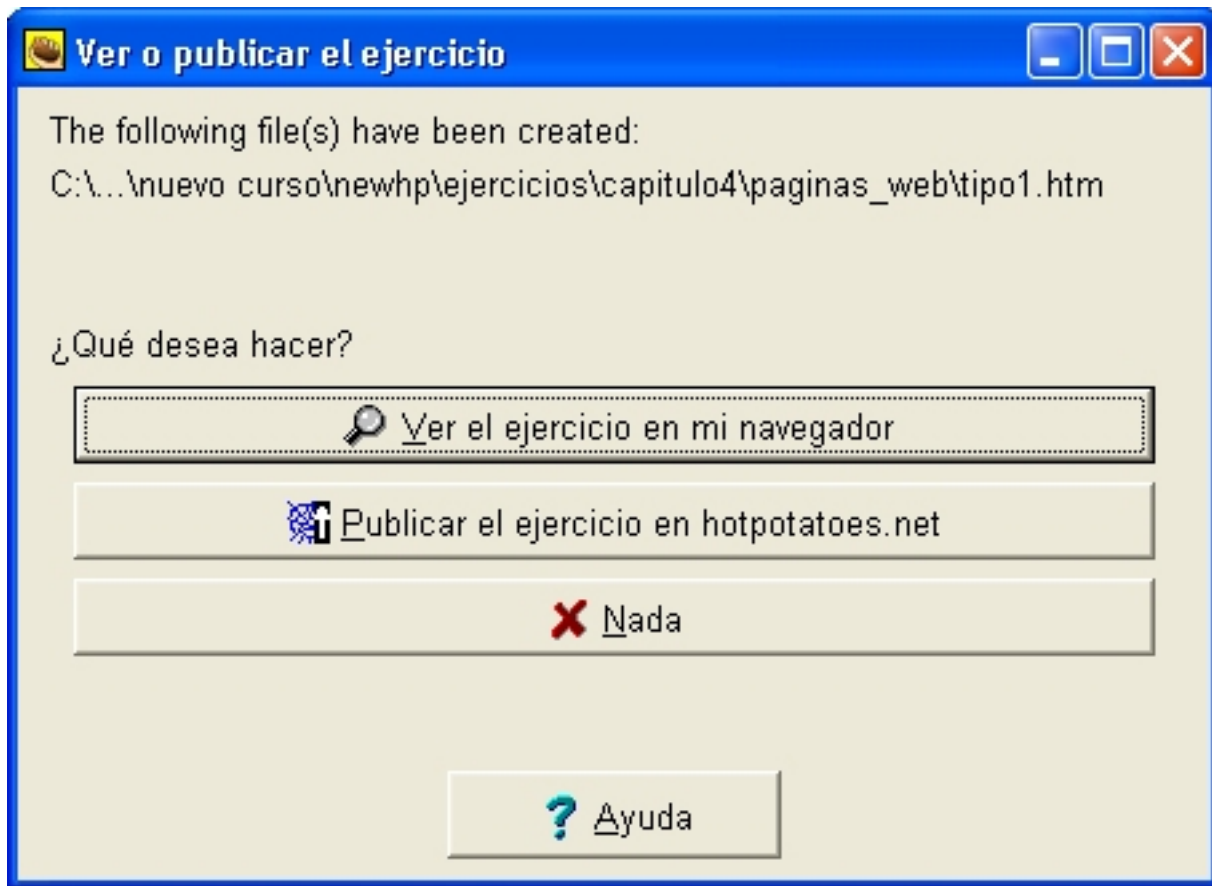 Ver o publicar el ejercicio
The following file(s) have been created:
C:\...\nuevo curso\newhp\ejercicios\capitulo4\paginas_web\tipo1.htm
¿Qué desea hacer?
Ver el ejercicio en mi navegador
Publicar el ejercicio en hotpotatoes.net
Nada
Ayuda